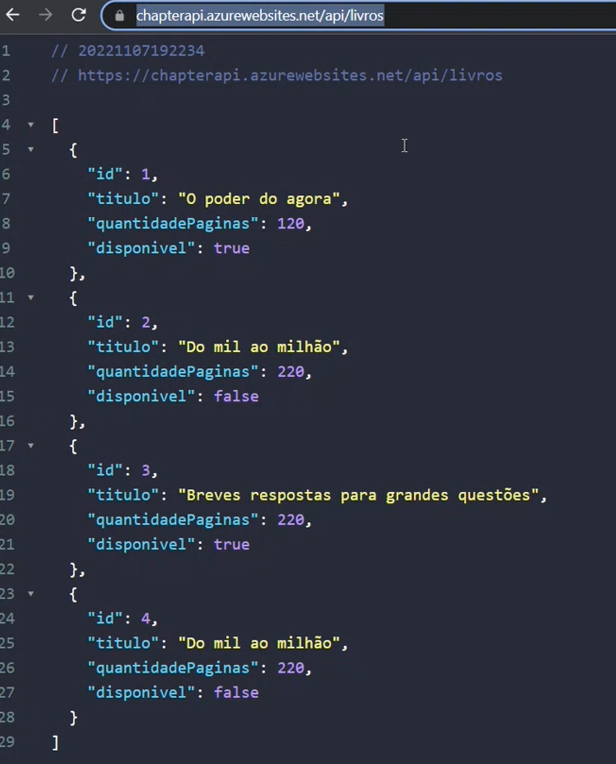 chapterapi.azurewebsites.net/api/livros
1 // 20221107192234
2 // https://chapterapi.azurewebsites.net/api/livros
3
4 [
5 {
6 "id": 1,
7 "titulo": "O poder do agora",
8 "quantidadePaginas": 120,
9 "disponivel": true
10 },
11 {
12 "id": 2,
13 "titulo": "Do mil ao milhão",
14 "quantidadePaginas": 220,
15 "disponivel": false
16 },
17 {
18 "id": 3,
19 "titulo": "Breves respostas para grandes questões",
20 "quantidadePaginas": 220,
21 "disponivel": true
22 },
23 {
24 "id": 4,
25 "titulo": "Do mil ao milhão",
26 "quantidadePaginas": 220,
27 "disponivel": false
28 }
29 ]